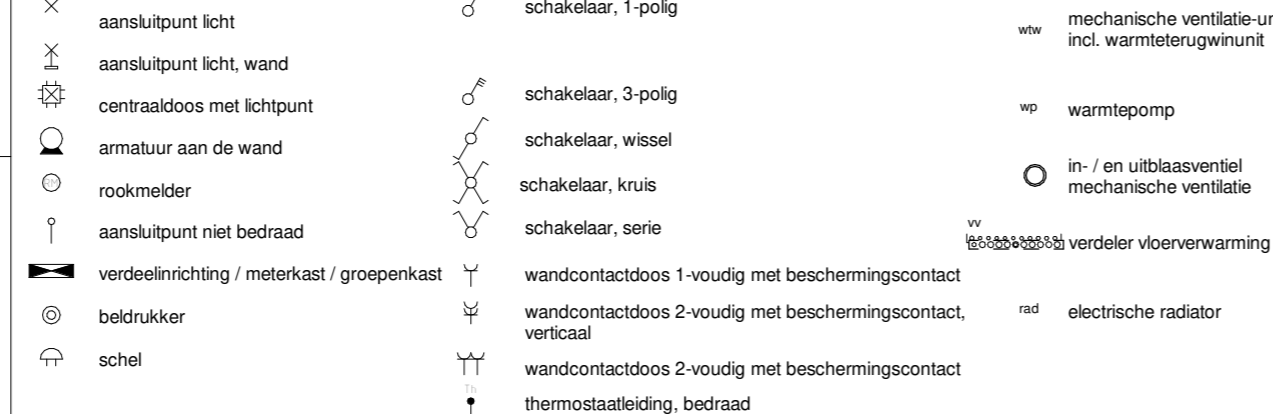 aansluitpunt licht
aansluitpunt licht, wand
centraaldoos met lichtpunt
armatuur aan de wand
RM rookmelder
aansluitpunt niet bedraad
verdeelinrichting / meterkast / groepenkast
beldrukker
schel
schakelaar, 1-polig
schakelaar, 3-polig
schakelaar, wissel
schakelaar, kruis
schakelaar, serie
wandcontactdoos 1-voudig met beschermingscontact
wandcontactdoos 2-voudig met beschermingscontact,
verticaal
wandcontactdoos 2-voudig met beschermingscontact
Th
thermostaatleiding, bedraad
mechanische ventilatie-un
wtw
incl. warmteterugwinunit
wp warmtepomp
in- / en uitblaasventiel
mechanische ventilatie
vv
verdeler vloerverwarming
rad electrische radiator